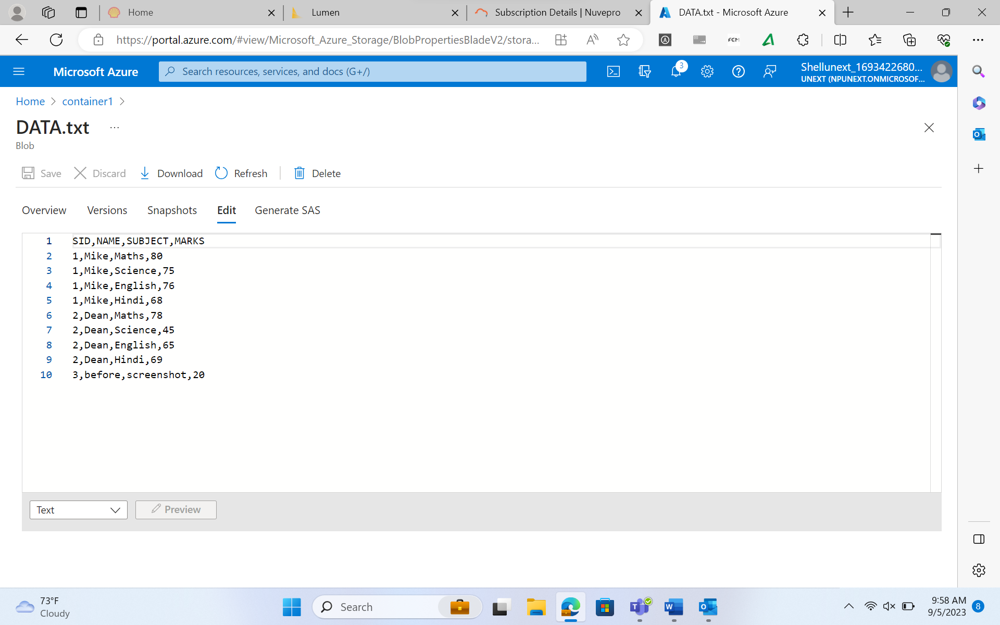 Home
Lumen
Subscription Details | Nuvepro
DATA.txt - Microsoft Azure
https://portal.azure.com/#view/Microsoft_Azure_Storage/BlobPropertiesBladeV2/stora...
FCM
Microsoft Azure
Search resources, services, and docs (G+/)
3
Shellunext_1693422680...
UNEXT (NPUNEXT.ONMICROSOF...
Home > container1 >
DATA.txt ...
Blob
Save
Discard
Download
Refresh
Delete
Overview
Versions
Snapshots
Edit
Generate SAS
1 SID,NAME,SUBJECT,MARKS
2 1,Mike,Maths,80
3 1,Mike,Science,75
4 1,Mike,English,76
5 1,Mike,Hindi,68
6 2,Dean,Maths,78
7 2,Dean,Science,45
8 2,Dean,English,65
9 2,Dean,Hindi,69
10 3,before,screenshot,20
Text
Preview
73°F
Cloudy
Search
9:58 AM
9/5/2023
8